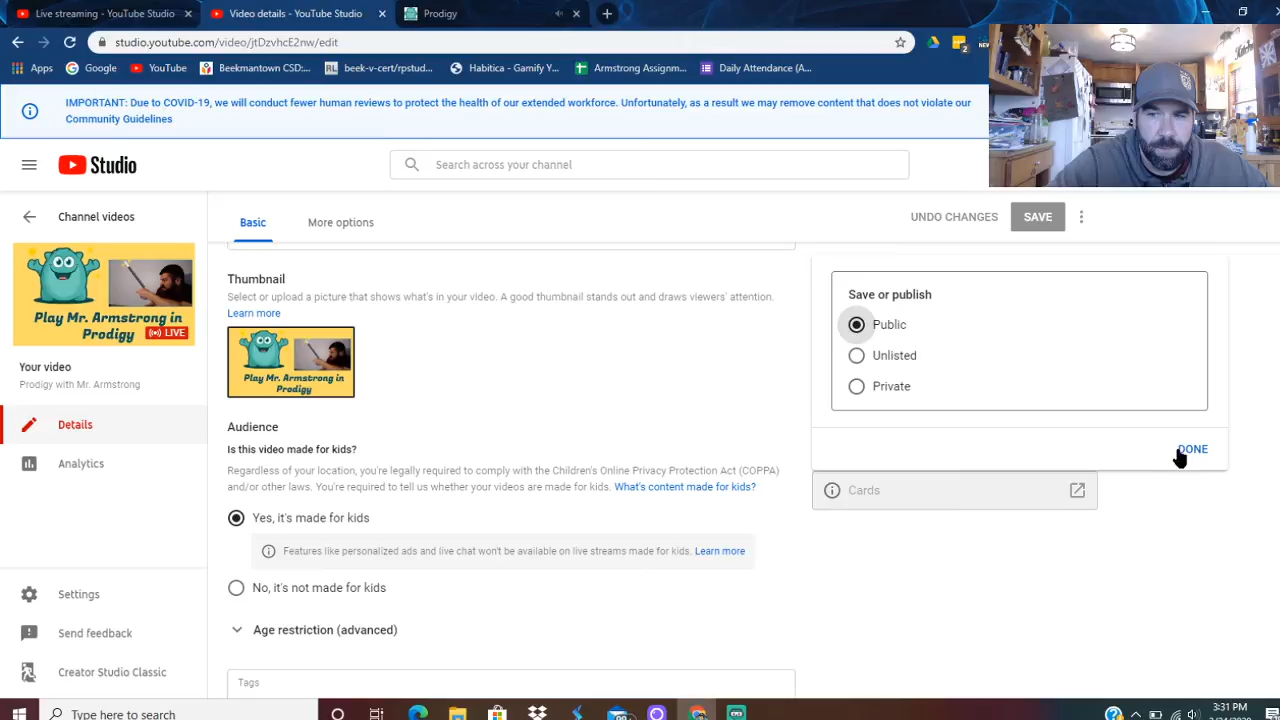 Live streaming - YouTube Studio
Video details - YouTube Studio
Prodigy
studio.youtube.com/video/jtDzvhcE2nw/edit
2
Apps
Google
YouTube
Beekmantown CSD:...
beek-v-cert/rpstud...
Habitica - Gamify Y...
Armstrong Assignm...
Daily Attendance (A...
NEW
IMPORTANT: Due to COVID-19, we will conduct fewer human reviews to protect the health of our extended workforce. Unfortunately, as a result we may remove content that does not violate our
Community Guidelines
Studio
Search across your channel
Channel videos
Basic
More options
UNDO CHANGES
SAVE
Play Mr. Armstrong in
Prodigy
LIVE
Your video
Prodigy with Mr. Armstrong
Details
Analytics
Settings
Send feedback
Creator Studio Classic
Thumbnail
Select or upload a picture that shows what's in your video. A good thumbnail stands out and draws viewers' attention.
Learn more
Play Mr. Armstrong in
Prodigy
Audience
Is this video made for kids?
Regardless of your location, you're legally required to comply with the Children's Online Privacy Protection Act (COPPA)
and/or other laws. You're required to tell us whether your videos are made for kids. What's content made for kids?
Yes, it's made for kids
Features like personalized ads and live chat won't be available on live streams made for kids. Learn more
No, it's not made for kids
Age restriction (advanced)
Tags
Save or publish
Public
Unlisted
Private
DONE
Cards
Type here to search
3:31 PM